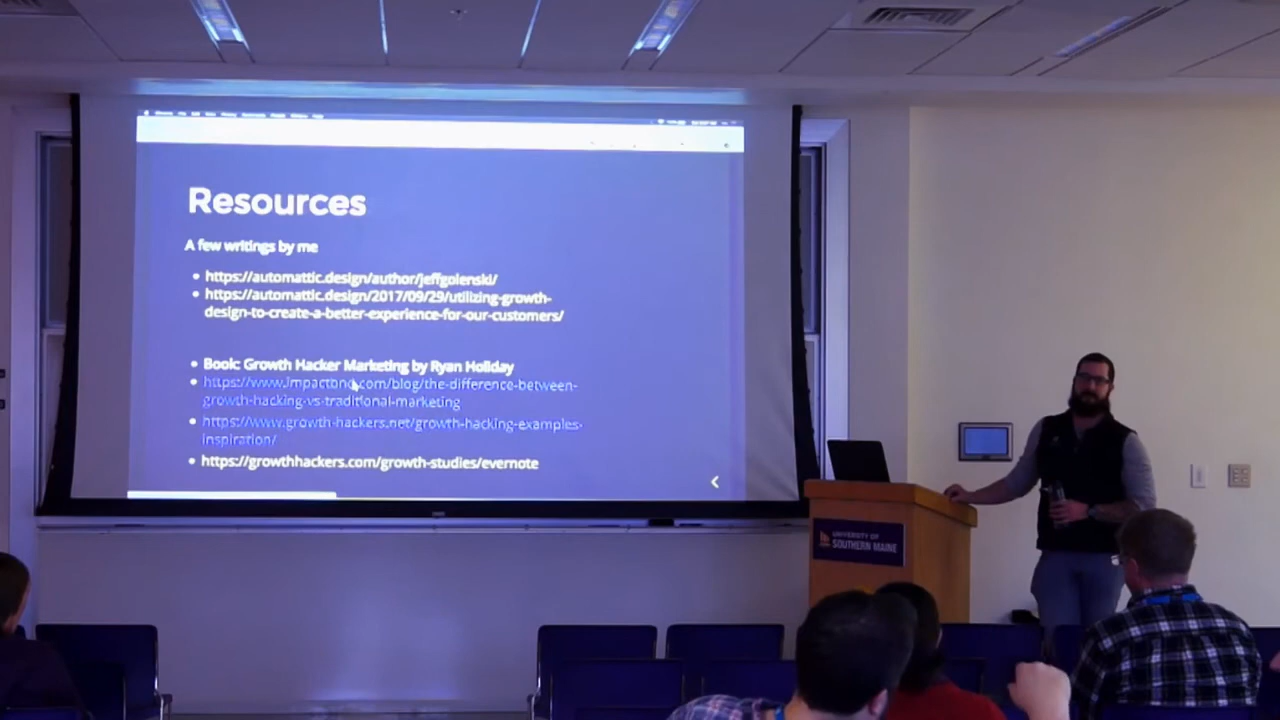 Resources
A few writings by me
• https://automattic.design/author/jeffgolenski/
• https://automattic.design/2017/09/29/utilizing-growth-
design-to-create-a-better-experience-for-our-customers/
• Book: Growth Hacker Marketing by Ryan Holiday
• https://www.impactbnd.com/blog/the-difference-between-
growth-hacking-vs-traditional-marketing
• https://www.growth-hackers.net/growth-hacking-examples-
inspiration/
• https://growthhackers.com/growth-studies/evernote
UNIVERSITY OF
SOUTHERN MAINE